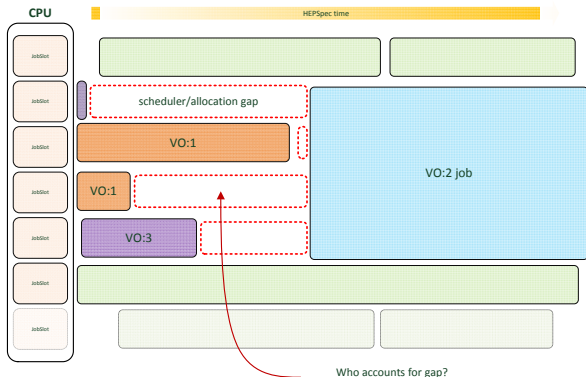 CPU
HEPSpec time
JobSlot
JobSlot
scheduler/allocation gap
JobSlot
VO:1
VO:2 job
JobSlot
VO:1
JobSlot
VO:3
JobSlot
JobSlot
Who accounts for gap?